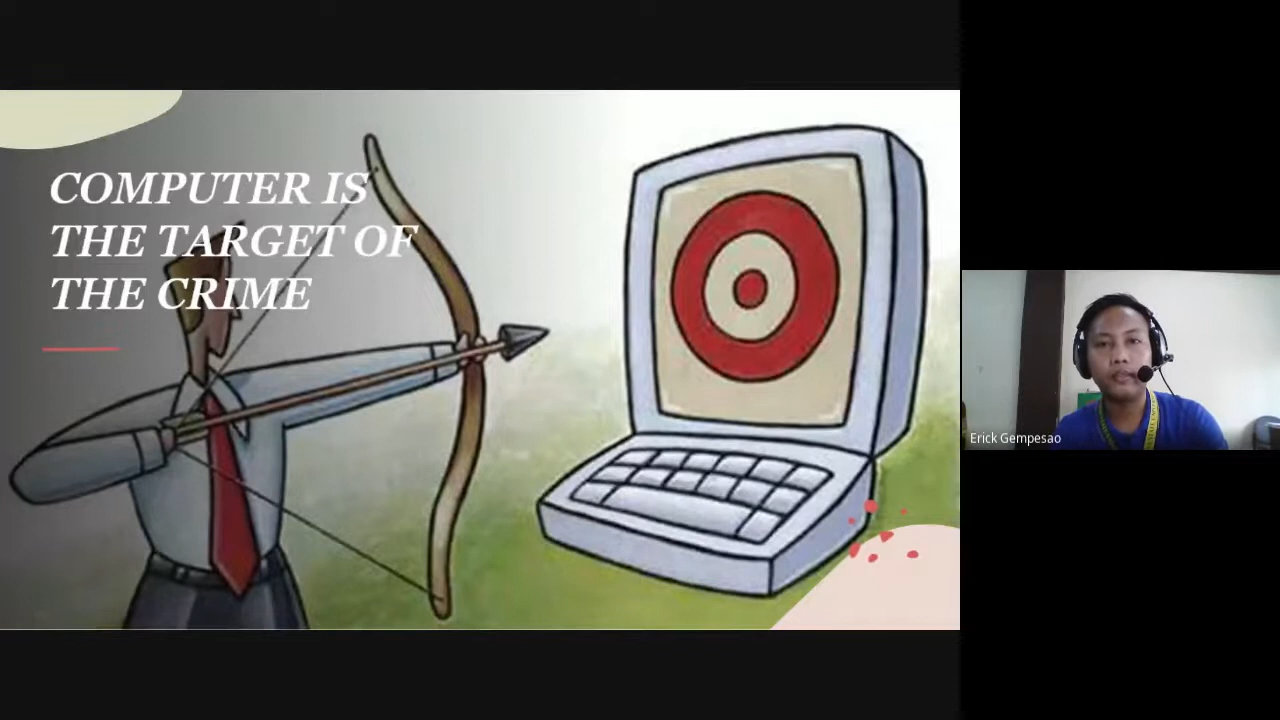 COMPUTER IS
THE TARGET OF
THE CRIME
Erick Gempesao